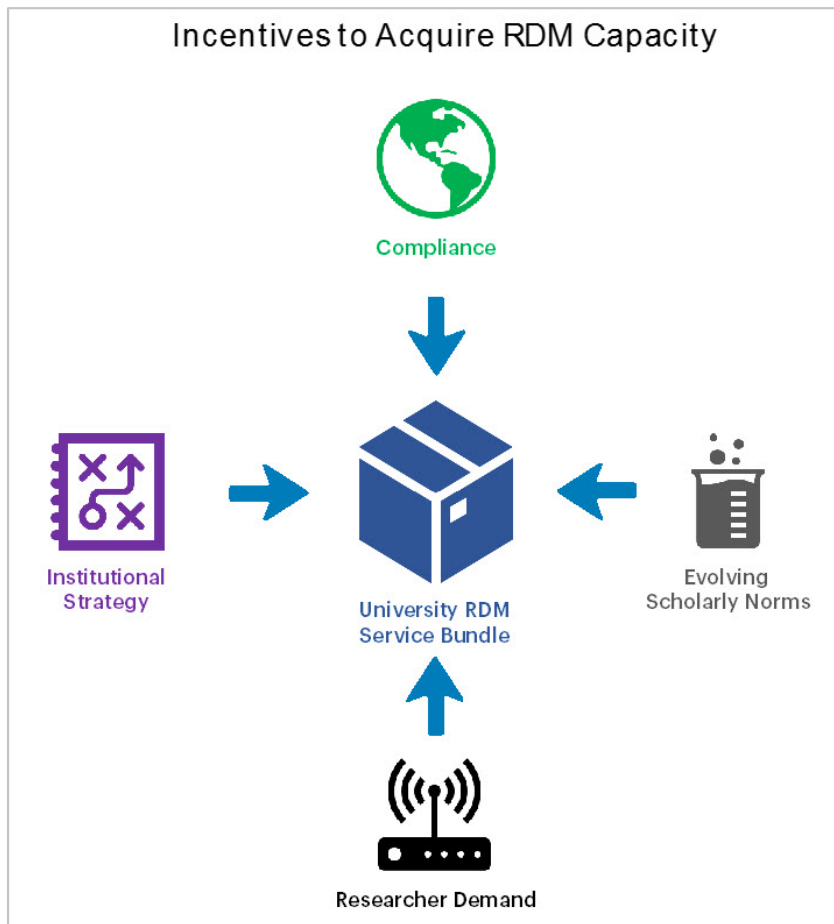 Incentives to Acquire RDM Capacity
Compliance
Institutional
Strategy
University RDM
Service Bundle
Evolving
Scholarly Norms
Researcher Demand